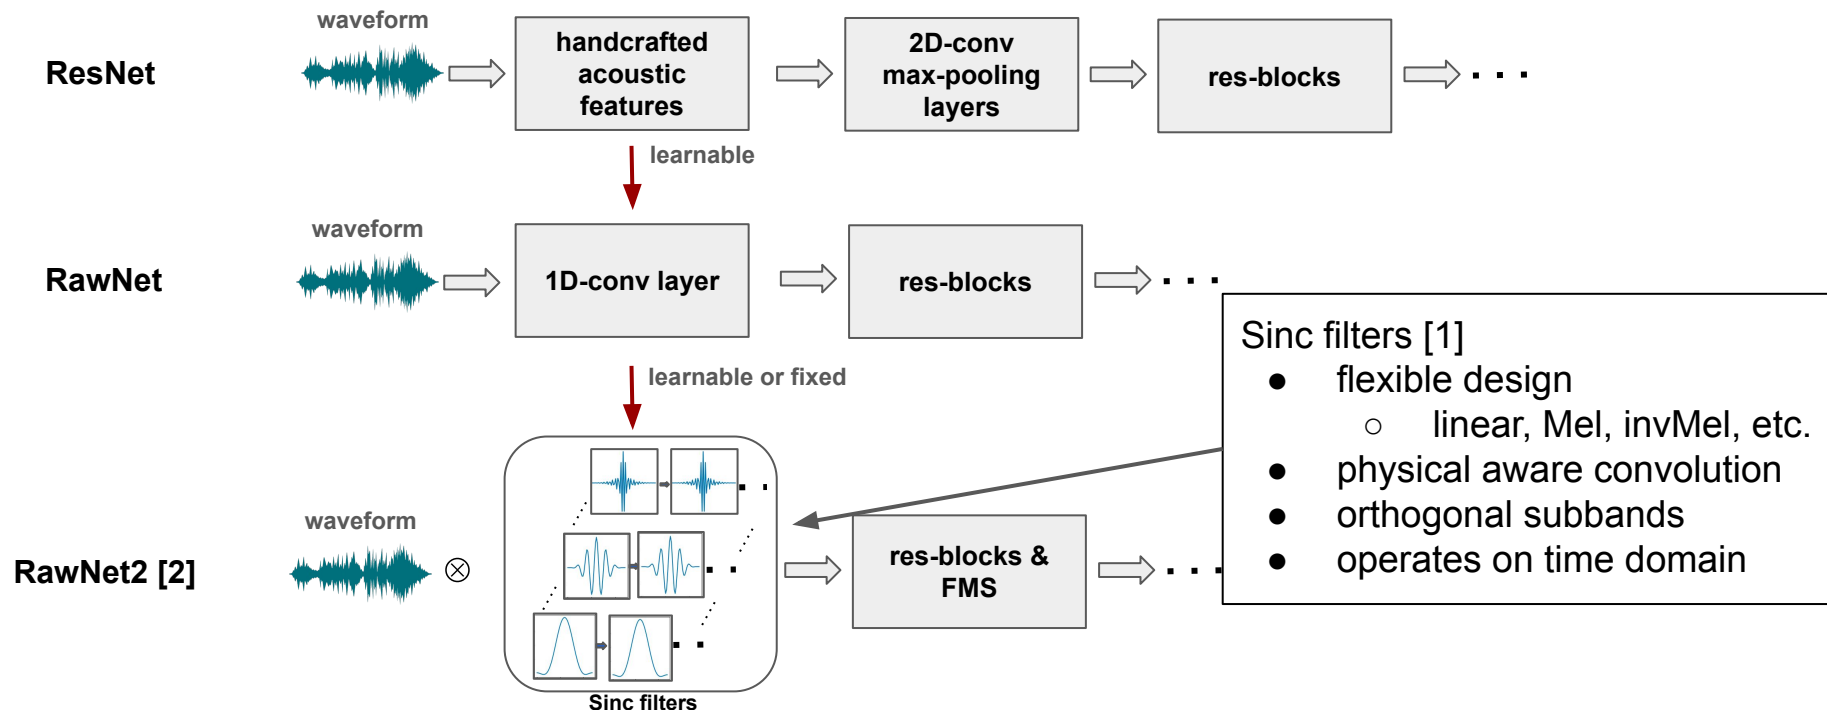 waveform
ResNet
handcrafted
acoustic
features
2D-conv
max-pooling
layers
res-blocks
. . .
learnable
waveform
RawNet
1D-conv layer
res-blocks
. . .
learnable or fixed
Sinc filters [1]
● flexible design
○ linear, Mel, invMel, etc.
● physical aware convolution
● orthogonal subbands
● operates on time domain
waveform
RawNet2 [2]
⊗
res-blocks &
FMS
. . .
Sinc filters